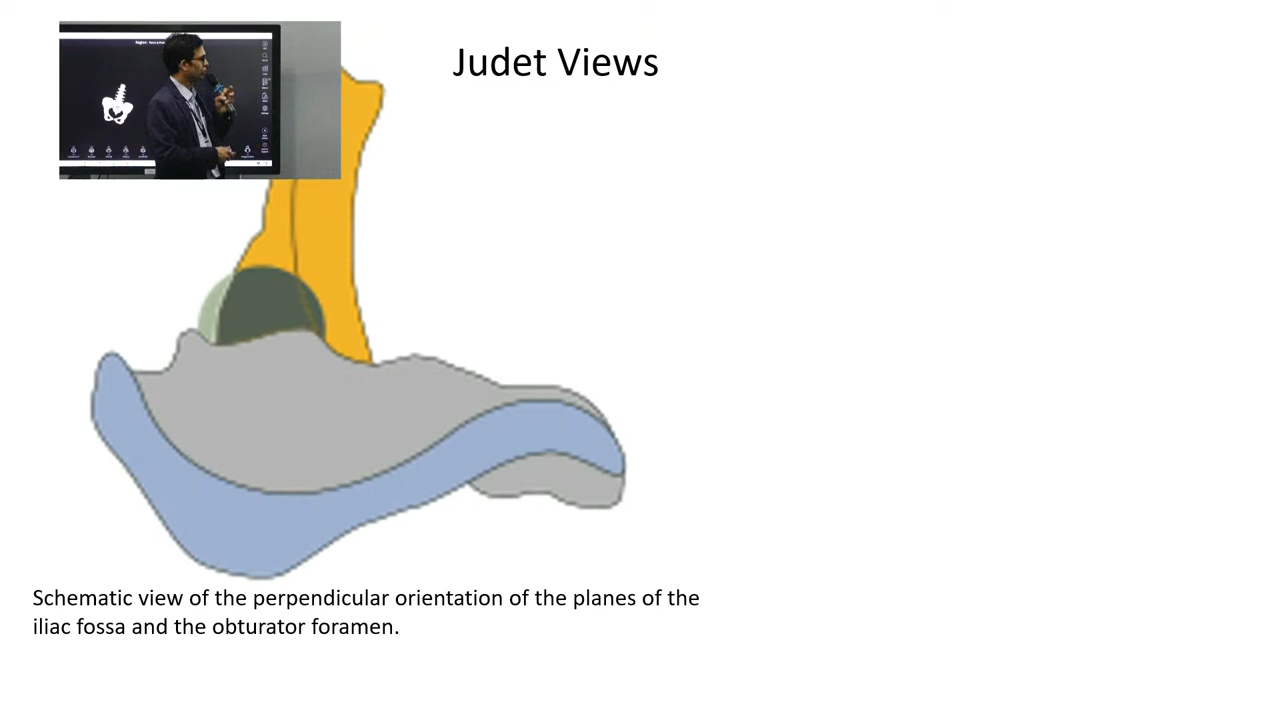 Judet Views
Schematic view of the perpendicular orientation of the planes of the
iliac fossa and the obturator foramen.